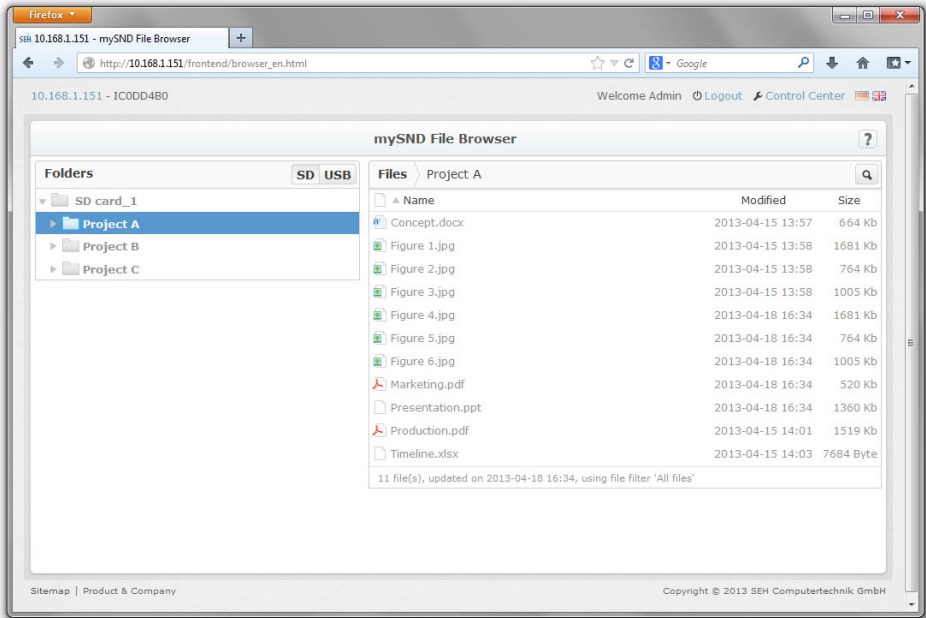 Firefox
SEH 10.168.1.151 - mySND File Browser
http://10.168.1.151/frontend/browser_en.html
Google
10.168.1.151 - IC0DD4B0
Welcome Admin Logout Control Center
mySND File Browser ?
Folders SD USB
SD card_1
Project A
Project B
Project C
Files Project A
Name Modified Size
Concept.docx 2013-04-15 13:57 664 Kb
Figure 1.jpg 2013-04-15 13:58 1681 Kb
Figure 2.jpg 2013-04-15 13:58 764 Kb
Figure 3.jpg 2013-04-15 13:58 1005 Kb
Figure 4.jpg 2013-04-18 16:34 1681 Kb
Figure 5.jpg 2013-04-18 16:34 764 Kb
Figure 6.jpg 2013-04-18 16:34 1005 Kb
Marketing.pdf 2013-04-18 16:34 520 Kb
Presentation.ppt 2013-04-18 16:34 1360 Kb
Production.pdf 2013-04-15 14:01 1519 Kb
Timeline.xlsx 2013-04-15 14:03 7684 Byte
11 file(s), updated on 2013-04-18 16:34, using file filter 'All files'
Sitemap | Product & Company
Copyright © 2013 SEH Computertechnik GmbH